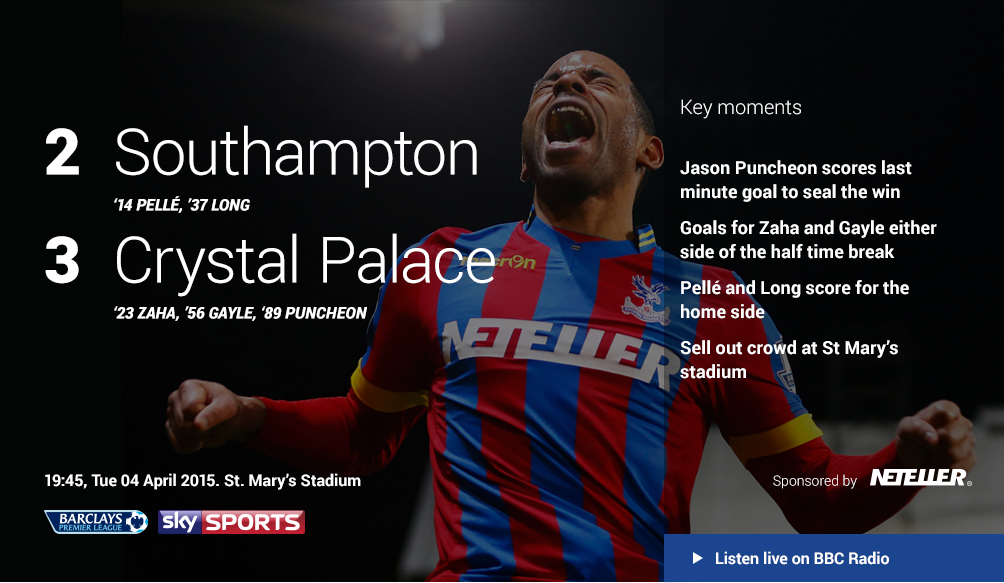 2 Southampton
‘14 PELLÉ, ’37 LONG
3 Crystal Palace
‘23 ZAHA, ’56 GAYLE, ‘89 PUNCHEON
19:45, Tue 04 April 2015. St. Mary’s Stadium
BARCLAYS
PREMIER LEAGUE
sky SPORTS
NETELLER
Key moments
Jason Puncheon scores last
minute goal to seal the win
Goals for Zaha and Gayle either
side of the half time break
Pellé and Long score for the
home side
Sell out crowd at St Mary’s
stadium
Sponsored by NETELLER®
Listen live on BBC Radio